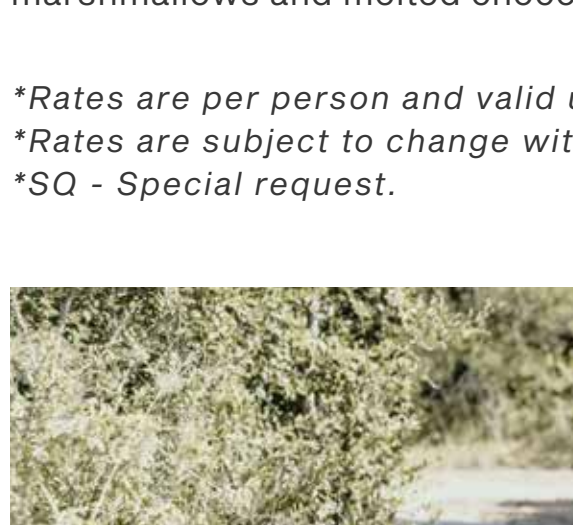 marshmallows and melted
*Rates are per person and valid
*Rates are subject to change
*SQ - Special request.